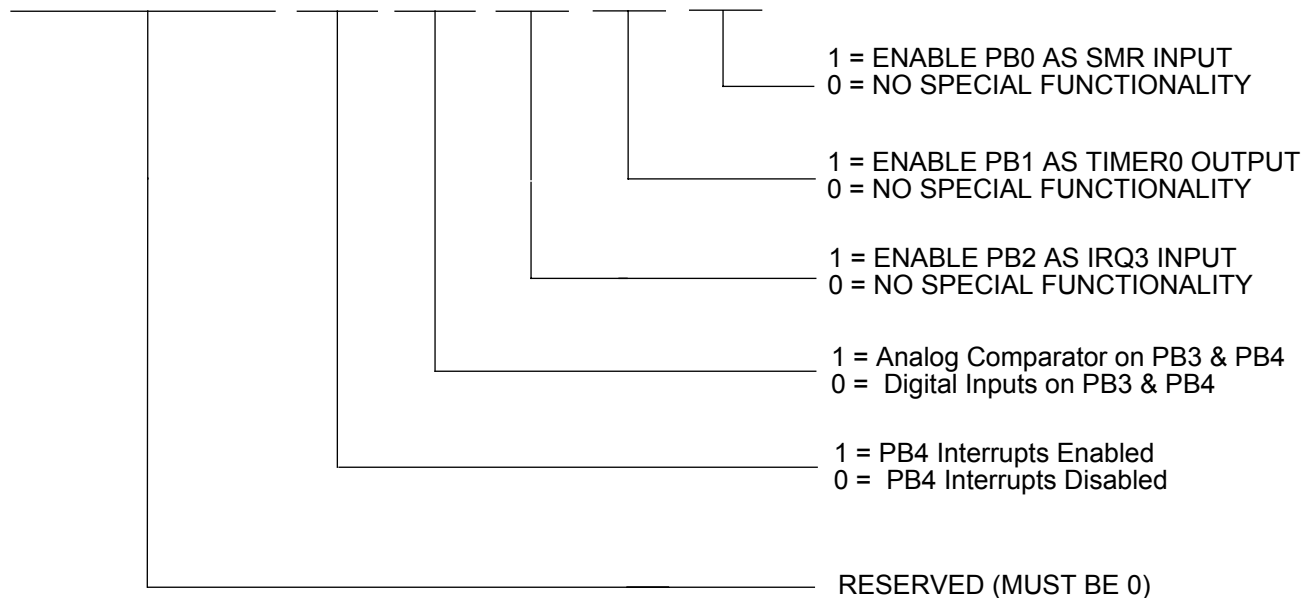 1 = ENABLE PB0 AS SMR INPUT
0 = NO SPECIAL FUNCTIONALITY
1 = ENABLE PB1 AS TIMER0 OUTPUT
0 = NO SPECIAL FUNCTIONALITY
1 = ENABLE PB2 AS IRQ3 INPUT
0 = NO SPECIAL FUNCTIONALITY
1 = Analog Comparator on PB3 & PB4
0 = Digital Inputs on PB3 & PB4
1 = PB4 Interrupts Enabled
0 = PB4 Interrupts Disabled
RESERVED (MUST BE 0)